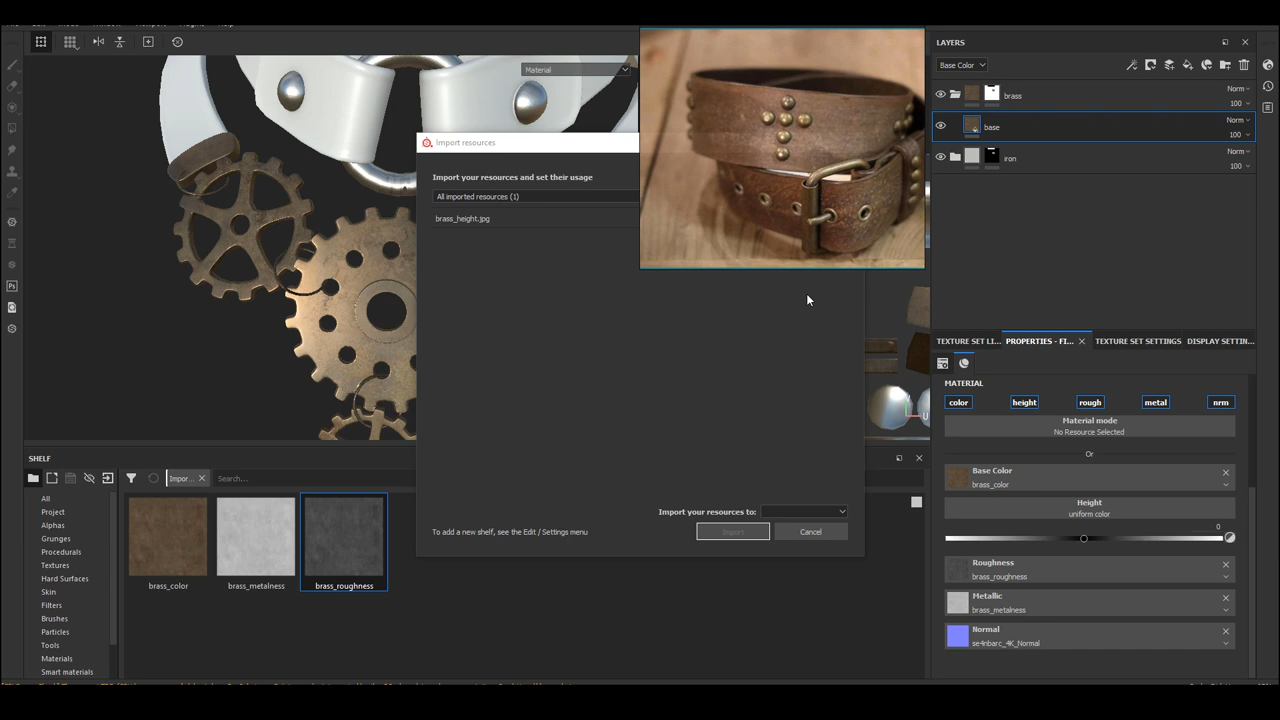 Material
Import resources
Import your resources and set their usage
All imported resources (1)
brass_height.jpg
Import your resources to:
To add a new shelf, see the Edit / Settings menu
Import
Cancel
SHELF
Impor...
Search...
All
Project
Alphas
Grunges
Procedurals
Textures
Hard Surfaces
Skin
Filters
Brushes
Particles
Tools
Materials
Smart materials
brass_color
brass_metalness
brass_roughness
Ps
LAYERS
Base Color
brass
Norm
100
base
Norm
100
iron
Norm
100
TEXTURE SET LI...
PROPERTIES - FI...
TEXTURE SET SETTINGS
DISPLAY SETTIN...
MATERIAL
color
height
rough
metal
nrm
Material mode
No Resource Selected
Or
Base Color
brass_color
Height
uniform color
0
Roughness
brass_roughness
Metallic
brass_metalness
Normal
se4nbarc_4K_Normal